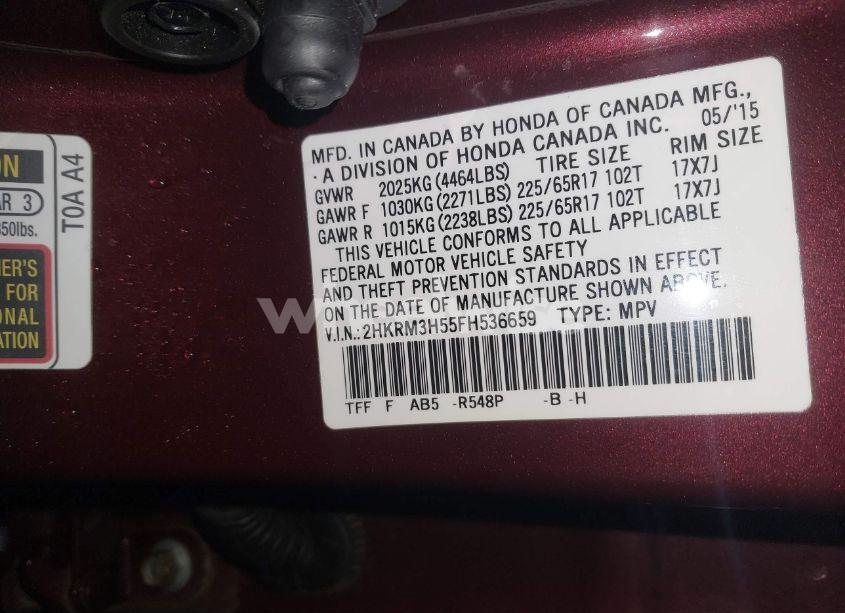 ON
AR 3
850lbs.
T0A A4
ER'S
FOR
ONAL
ATION
MFD. IN CANADA BY HONDA OF CANADA MFG.,
A DIVISION OF HONDA CANADA INC. 05/'15
GVWR 2025KG(4464LBS) TIRE SIZE RIM SIZE
GAWR F 1030KG(2271LBS) 225/65R17 102T 17X7J
GAWR R 1015KG(2238LBS) 225/65R17 102T 17X7J
THIS VEHICLE CONFORMS TO ALL APPLICABLE
FEDERAL MOTOR VEHICLE SAFETY
AND THEFT PREVENTION STANDARDS IN EFFECT
ON THE DATE OF MANUFACTURE SHOWN ABOVE.
V.I.N.:2HKRM3H55FH536659 TYPE: MPV
TFF F AB5 -R548P -B -H